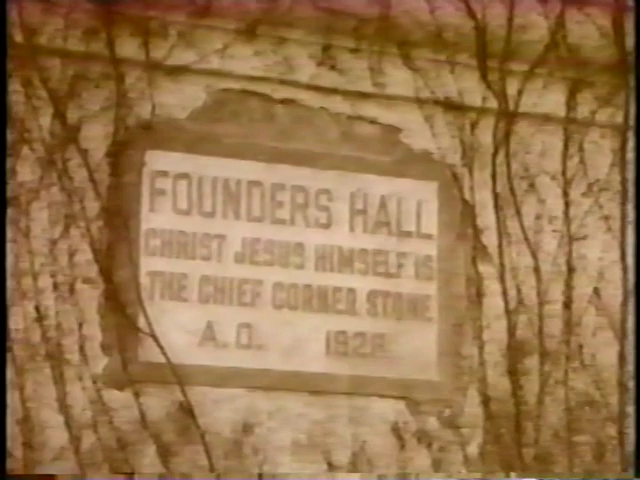 FOUNDERS HALL
CHRIST JESUS HIMSELF IS
THE CHIEF CORNER STONE
A.D. 1928